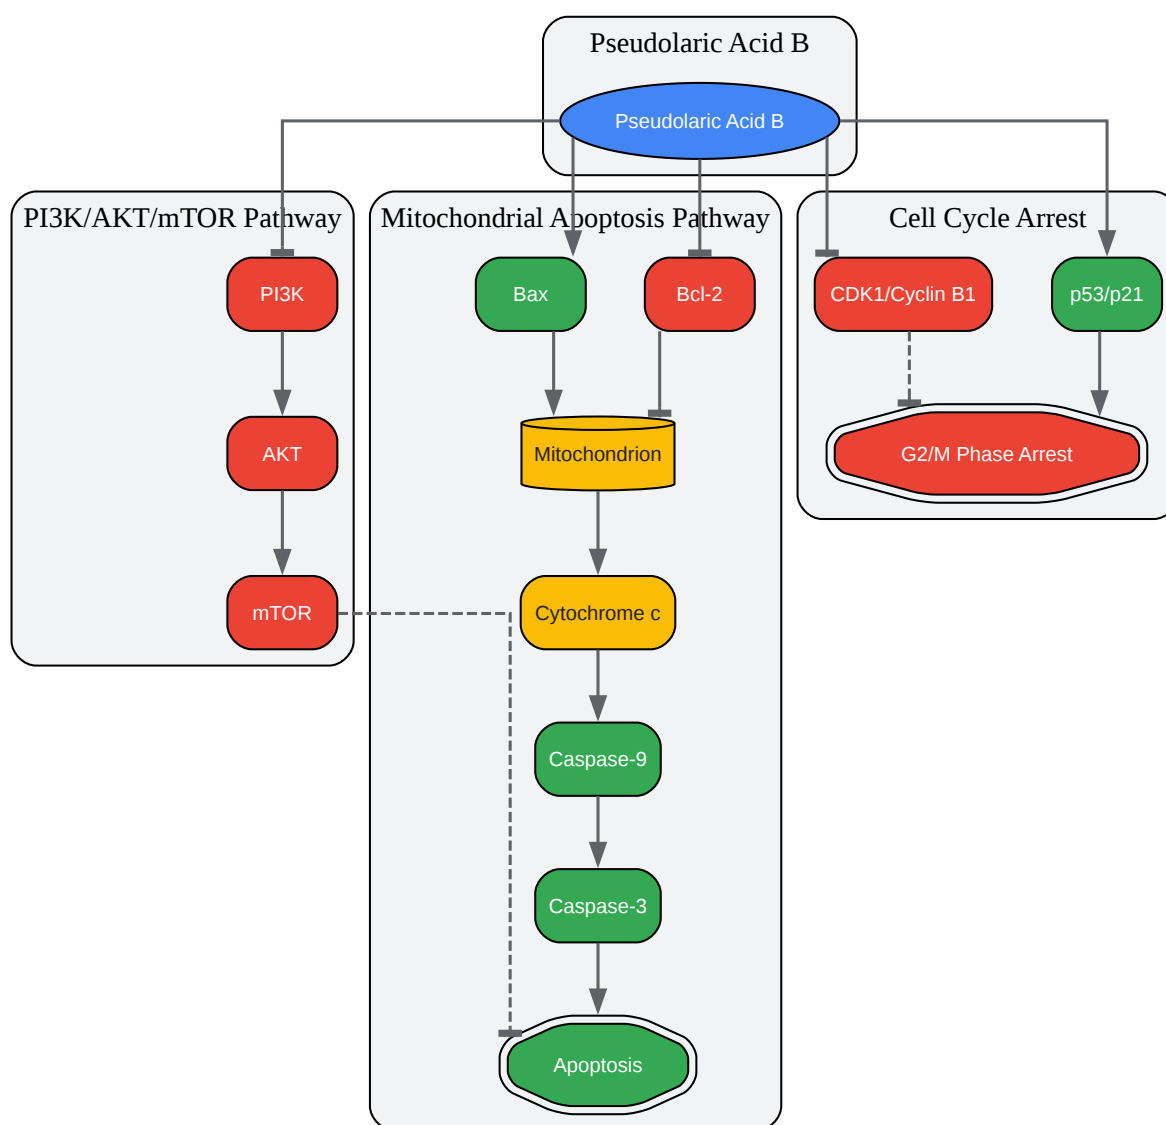 Pseudolaric Acid B
Pseudolaric Acid B
PI3K/AKT/mTOR Pathway
Mitochondrial Apoptosis Pathway
Cell Cycle Arrest
PI3K
Bax
Bcl-2
CDK1/Cyclin B1
p53/p21
AKT
Mitochondrion
G2/M Phase Arrest
mTOR
Cytochrome c
Caspase-9
Caspase-3
Apoptosis